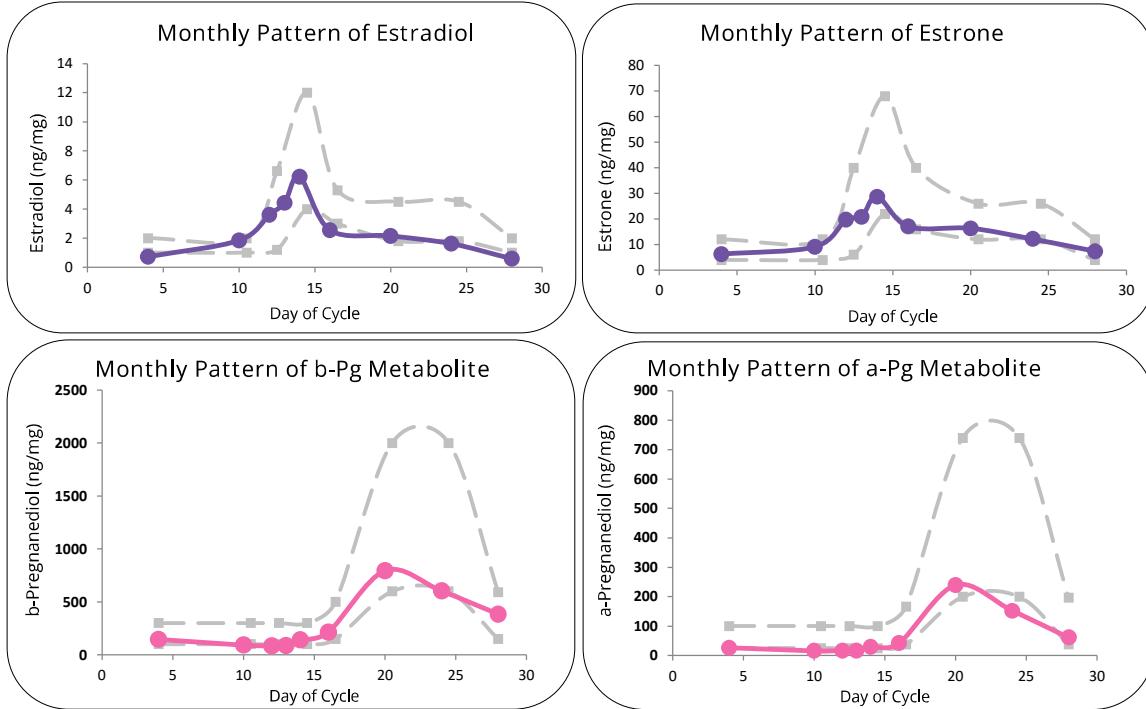 Monthly Pattern of Estradiol
14
12
10
8
6
4
2
0
Estradiol (ng/mg)
0 5 10 15 20 25 30
Day of Cycle
Monthly Pattern of Estrone
80
70
60
50
40
30
20
10
0
Estrone (ng/mg)
0 5 10 15 20 25 30
Day of Cycle
Monthly Pattern of b-Pg Metabolite
2500
2000
1500
1000
500
0
b-Pregnanediol (ng/mg)
0 5 10 15 20 25 30
Day of Cycle
Monthly Pattern of a-Pg Metabolite
900
800
700
600
500
400
300
200
100
0
a-Pregnanediol (ng/mg)
0 5 10 15 20 25 30
Day of Cycle